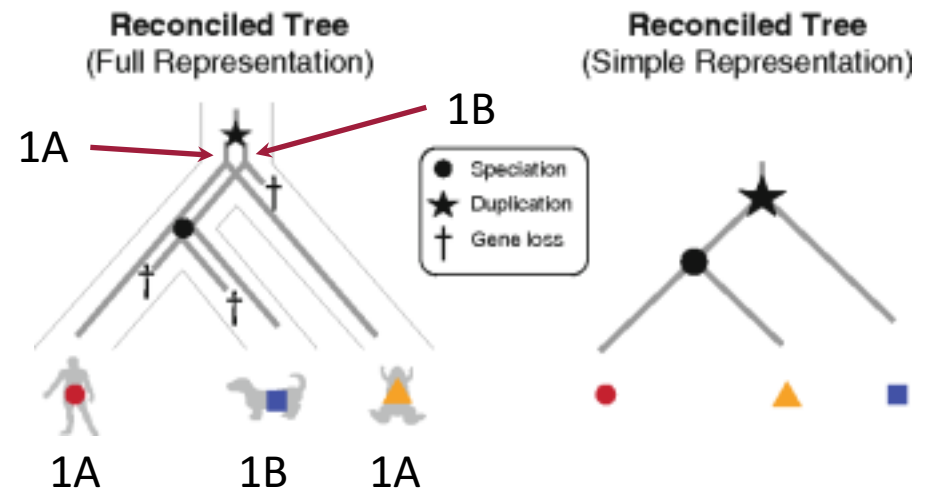 Reconciled Tree
(Full Representation)
Reconciled Tree
(Simple Representation)
1A
1B
Speciation
Duplication
Gene loss
1A
1B
1A